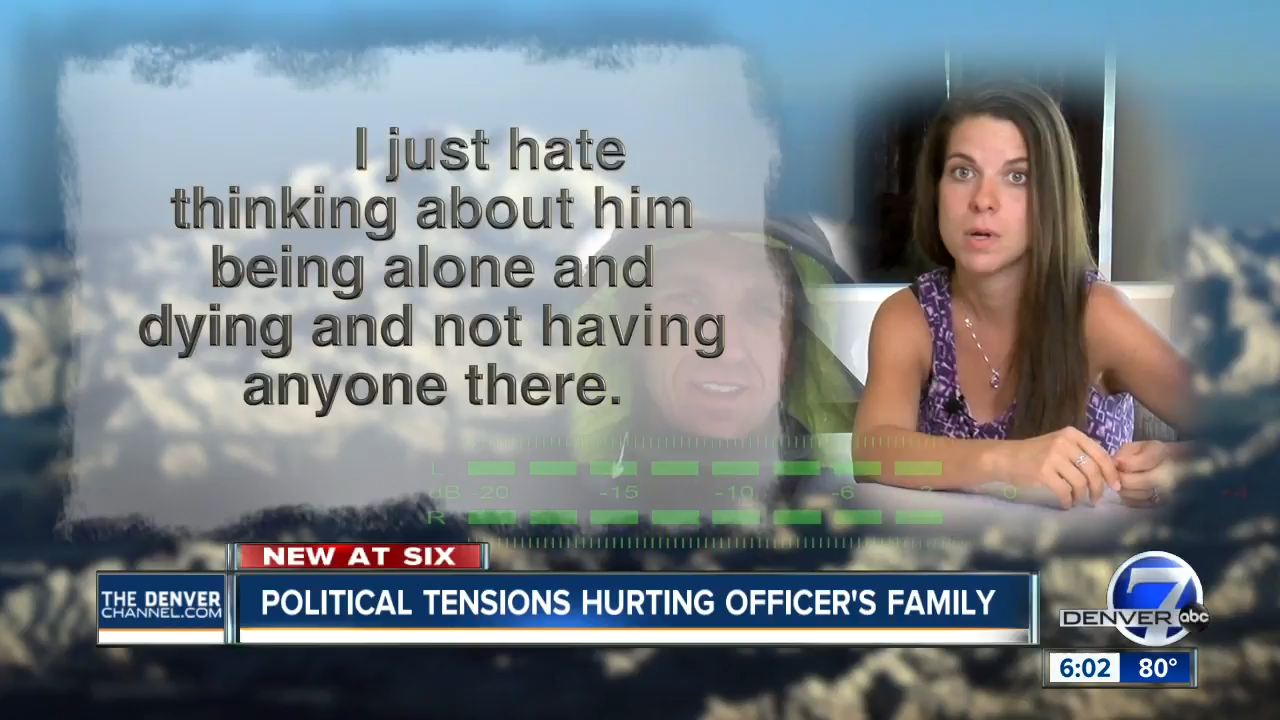 I just hate
thinking about him
being alone and
dying and not having
anyone there.
L
dB -20 -15 -10 -6 -3 0 +4
R
NEW AT SIX
THE DENVER
CHANNEL.COM
POLITICAL TENSIONS HURTING OFFICER'S FAMILY
DENVER 7 abc
6:02 80°